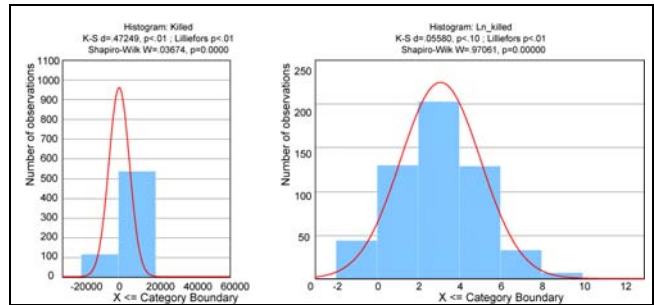 Histogram: Killed
K-S d=.47249, p<.01 ; Lilliefors p<.01
Shapiro-Wilk W=.03674, p=0.0000
Number of observations
1100
1000
900
800
700
600
500
400
300
200
100
0
-20000 0 20000 40000 60000
X <= Category Boundary
Histogram: Ln_killed
K-S d=.05580, p<.10 ; Lilliefors p<.01
Shapiro-Wilk W=.97061, p=0.00000
Number of observations
250
200
150
100
50
0 -2 0 2 4 6 8 10 12
X <= Category Boundary